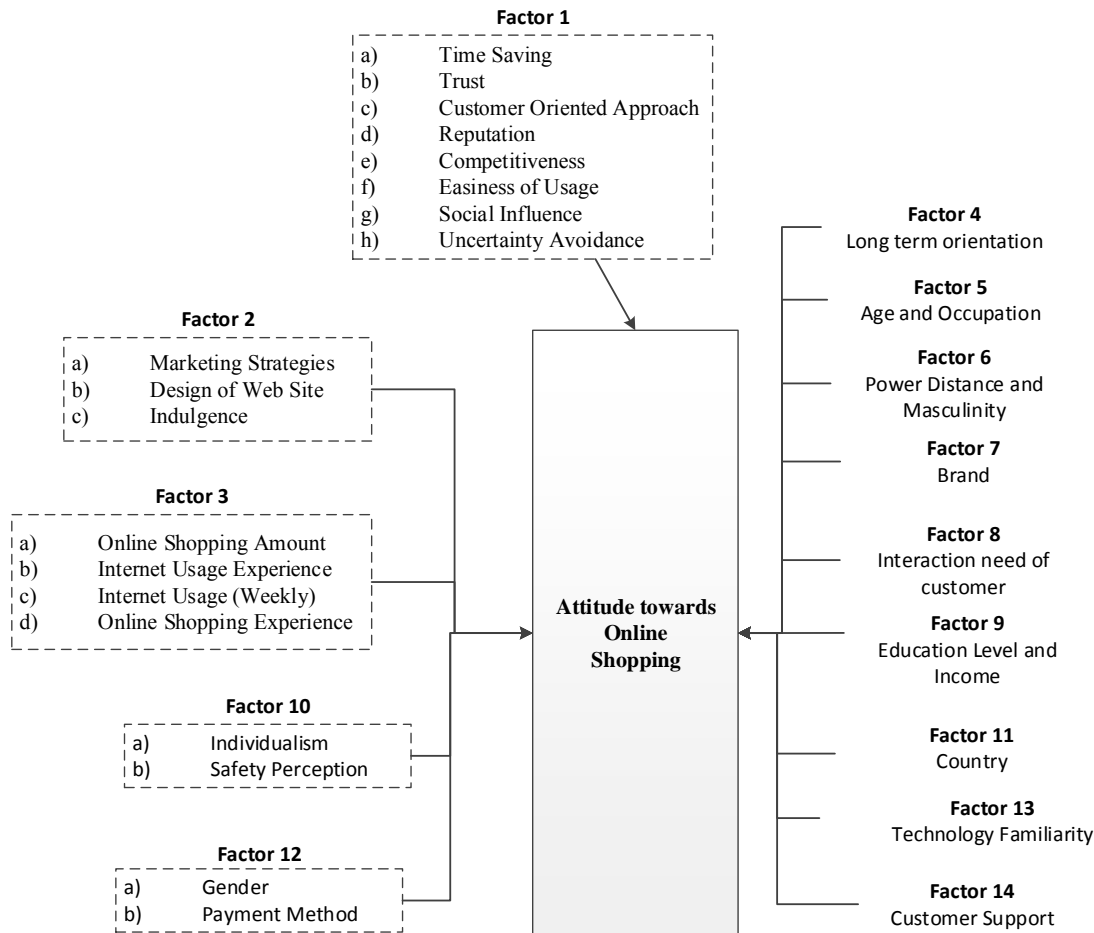 Factor 1
a) Time Saving
b) Trust
c) Customer Oriented Approach
d) Reputation
e) Competitiveness
f) Easiness of Usage
g) Social Influence
h) Uncertainty Avoidance
Factor 2
a) Marketing Strategies
b) Design of Web Site
c) Indulgence
Factor 3
a) Online Shopping Amount
b) Internet Usage Experience
c) Internet Usage (Weekly)
d) Online Shopping Experience
Factor 10
a) Individualism
b) Safety Perception
Factor 12
a) Gender
b) Payment Method
Attitude towards
Online
Shopping
Factor 4
Long term orientation
Factor 5
Age and Occupation
Factor 6
Power Distance and
Masculinity
Factor 7
Brand
Factor 8
Interaction need of
customer
Factor 9
Education Level and
Income
Factor 11
Country
Factor 13
Technology Familiarity
Factor 14
Customer Support